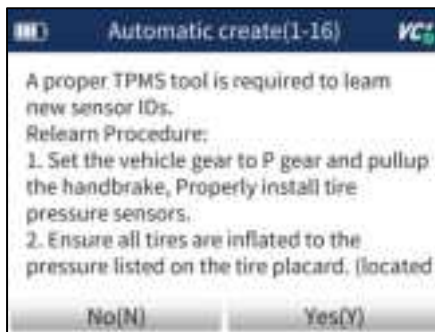 Automatic create(1-16) VC
A proper TPMS tool is required to learn
new sensor IDs.
Relearn Procedure:
1. Set the vehicle gear to P gear and pullup
the handbrake, Properly install tire
pressure sensors.
2. Ensure all tires are inflated to the
pressure listed on the tire placard. (located
No(N) Yes(Y)